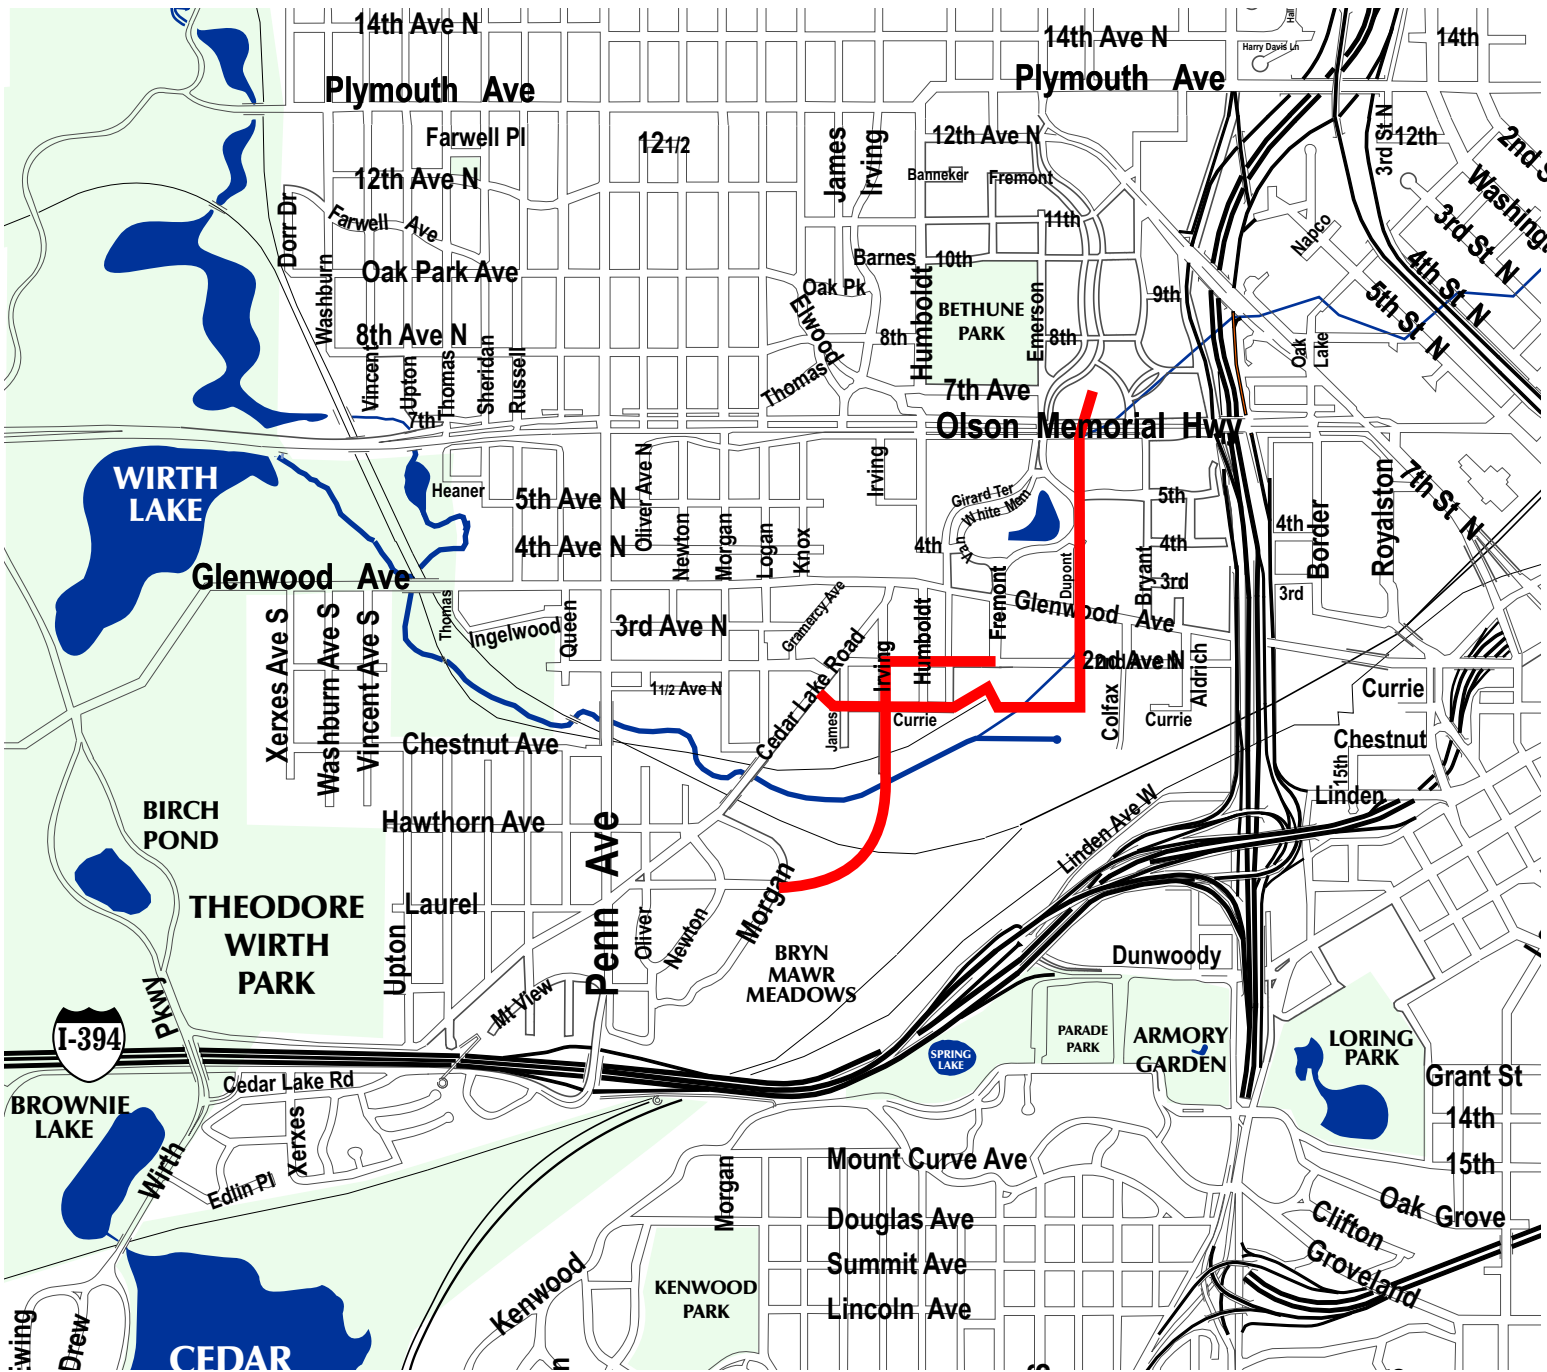 14th Ave N
14th Ave N
Harry Davis Ln
14th
Plymouth Ave
Plymouth Ave
Farwell Pl
12 1/2
James
Irving
12th Ave N
3rd St N
12th
2nd S
Washing
12th Ave N
Banneker
Fremont
Dorr Dr
Farwell Ave
11th
Napco
3rd St N
Oak Park Ave
Washburn
Barnes
10th
Oak Pk
Humboldt
4th St N
5th St N
9th
Elwood
BETHUNE
PARK
Emerson
8th Ave N
8th
8th
Oak
Lake
Vincent
Upton
Thomas
Sheridan
Russell
Thomas
7th Ave
7th
Olson Memorial Hwy
WIRTH
LAKE
Heaner
5th Ave N
Oliver Ave N
Irving
Girard Ter
Van White Mem
5th
Border
Royalston
7th St N
4th Ave N
Newton
Morgan
Logan
Knox
4th
4th
4th
Glenwood Ave
Dupont
Bryant
3rd
3rd
Thomas
Ingelwood
Queen
3rd Ave N
Gramercy Ave
Humboldt
Fremont
Glenwood Ave
Xerxes Ave S
Washburn Ave S
Vincent Ave S
Cedar Lake Road
Irving
2nd Ave N
Aldrich
1 1/2 Ave N
James
Currie
Colfax
Currie
Currie
Chestnut Ave
Chestnut
15th
Linden
BIRCH
POND
Hawthorn Ave
Penn Ave
Linden Ave W
THEODORE
WIRTH
PARK
Laurel
Upton
Oliver
Newton
Morgan
BRYN
MAWR
MEADOWS
Dunwoody
Mt View
Pkwy
I-394
PARADE
PARK
ARMORY
GARDEN
LORING
PARK
SPRING
LAKE
Cedar Lake Rd
Grant St
BROWNIE
LAKE
Xerxes
14th
Wirth
Edlin Pl
Morgan
Mount Curve Ave
15th
Douglas Ave
Oak Grove
Clifton
Summit Ave
Groveland
Kenwood
KENWOOD
PARK
Lincoln Ave
Drew
CEDAR